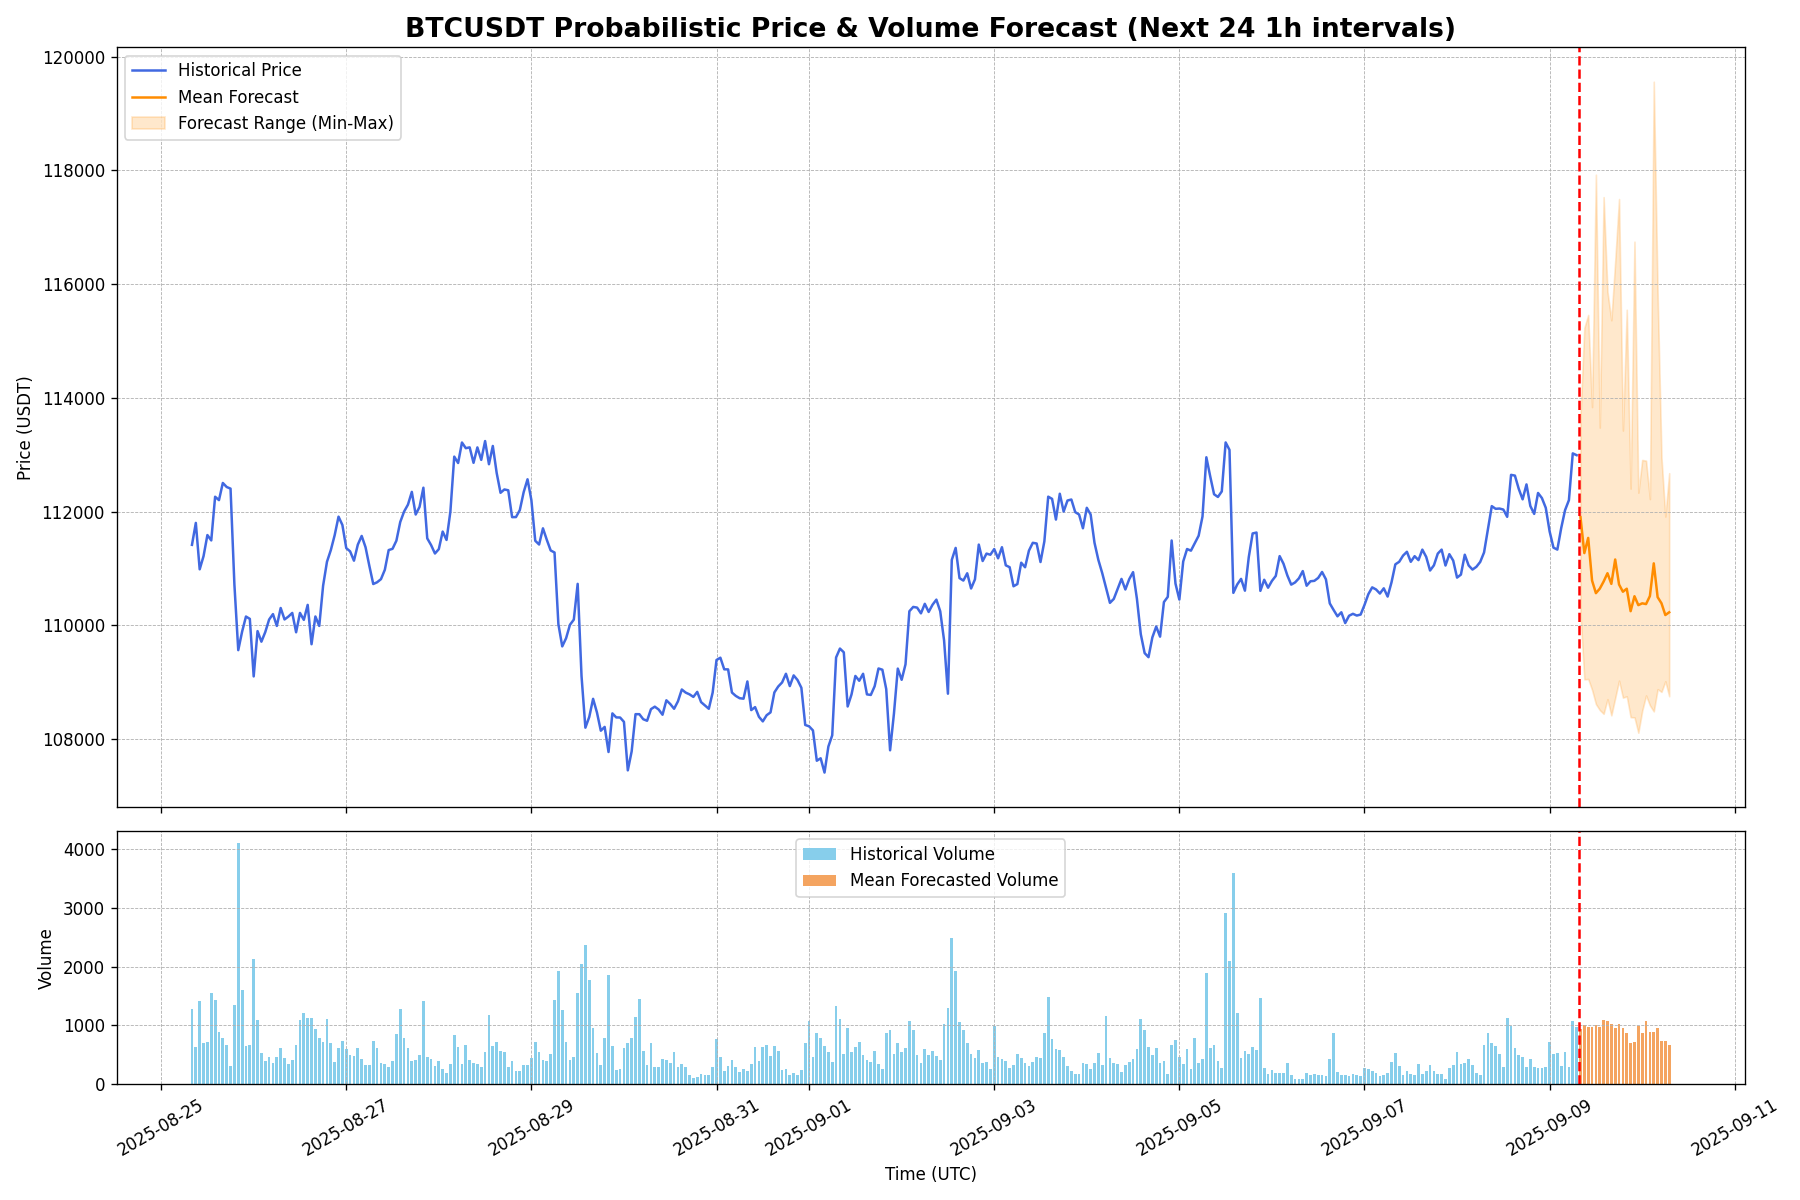 BTCUSDT Probabilistic Price & Volume Forecast (Next 24 1h intervals)
Historical Price
Mean Forecast
Forecast Range (Min-Max)
Price (USDT)
120000
118000
116000
114000
112000
110000
108000
Historical Volume
Mean Forecasted Volume
Volume
4000
3000
2000
1000
0
2025-08-25
2025-08-27
2025-08-29
2025-08-31
2025-09-01
2025-09-03
2025-09-05
2025-09-07
2025-09-09
2025-09-11
Time (UTC)